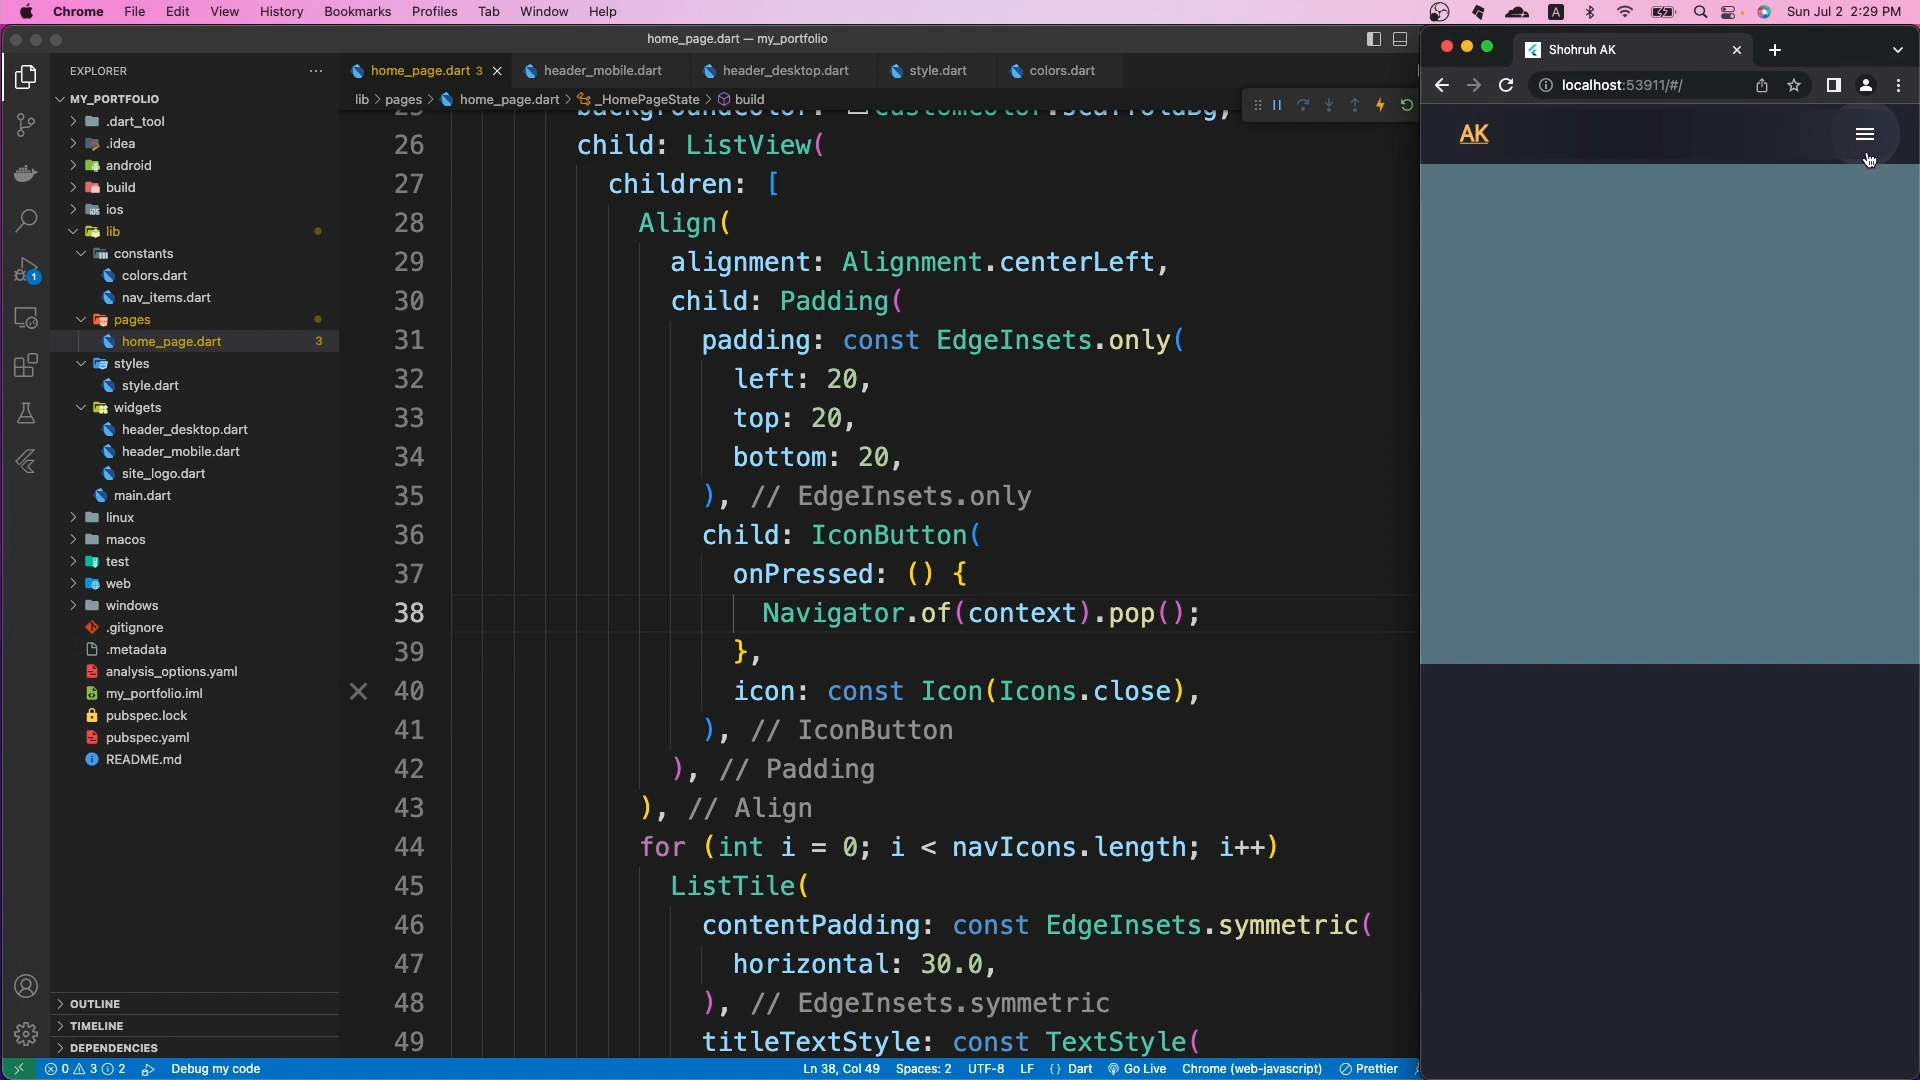 Chrome File Edit View History Bookmarks Profiles Tab Window Help
A Sun Jul 2 2:29 PM
home_page.dart — my_portfolio
EXPLORER
MY_PORTFOLIO
.dart_tool
.idea
android
build
ios
lib
constants
colors.dart
nav_items.dart
pages
home_page.dart 3
styles
style.dart
widgets
header_desktop.dart
header_mobile.dart
site_logo.dart
main.dart
linux
macos
test
web
windows
.gitignore
.metadata
analysis_options.yaml
my_portfolio.iml
pubspec.lock
pubspec.yaml
README.md
OUTLINE
TIMELINE
DEPENDENCIES
1
home_page.dart 3 header_mobile.dart header_desktop.dart style.dart colors.dart
lib > pages > home_page.dart > _HomePageState > build
26 child: ListView(
27 children: [
28 Align(
29 alignment: Alignment.centerLeft,
30 child: Padding(
31 padding: const EdgeInsets.only(
32 left: 20,
33 top: 20,
34 bottom: 20,
35 ), // EdgeInsets.only
36 child: IconButton(
37 onPressed: () {
38 Navigator.of(context).pop();
39 },
40 icon: const Icon(Icons.close),
41 ), // IconButton
42 ), // Padding
43 ), // Align
44 for (int i = 0; i < navIcons.length; i++)
45 ListTile(
46 contentPadding: const EdgeInsets.symmetric(
47 horizontal: 30.0,
48 ), // EdgeInsets.symmetric
49 titleTextStyle: const TextStyle(
0 3 2 Debug my code
Ln 38, Col 49 Spaces: 2 UTF-8 LF {} Dart Go Live Chrome (web-javascript) Prettier
Shohruh AK
localhost:53911/#/
AK